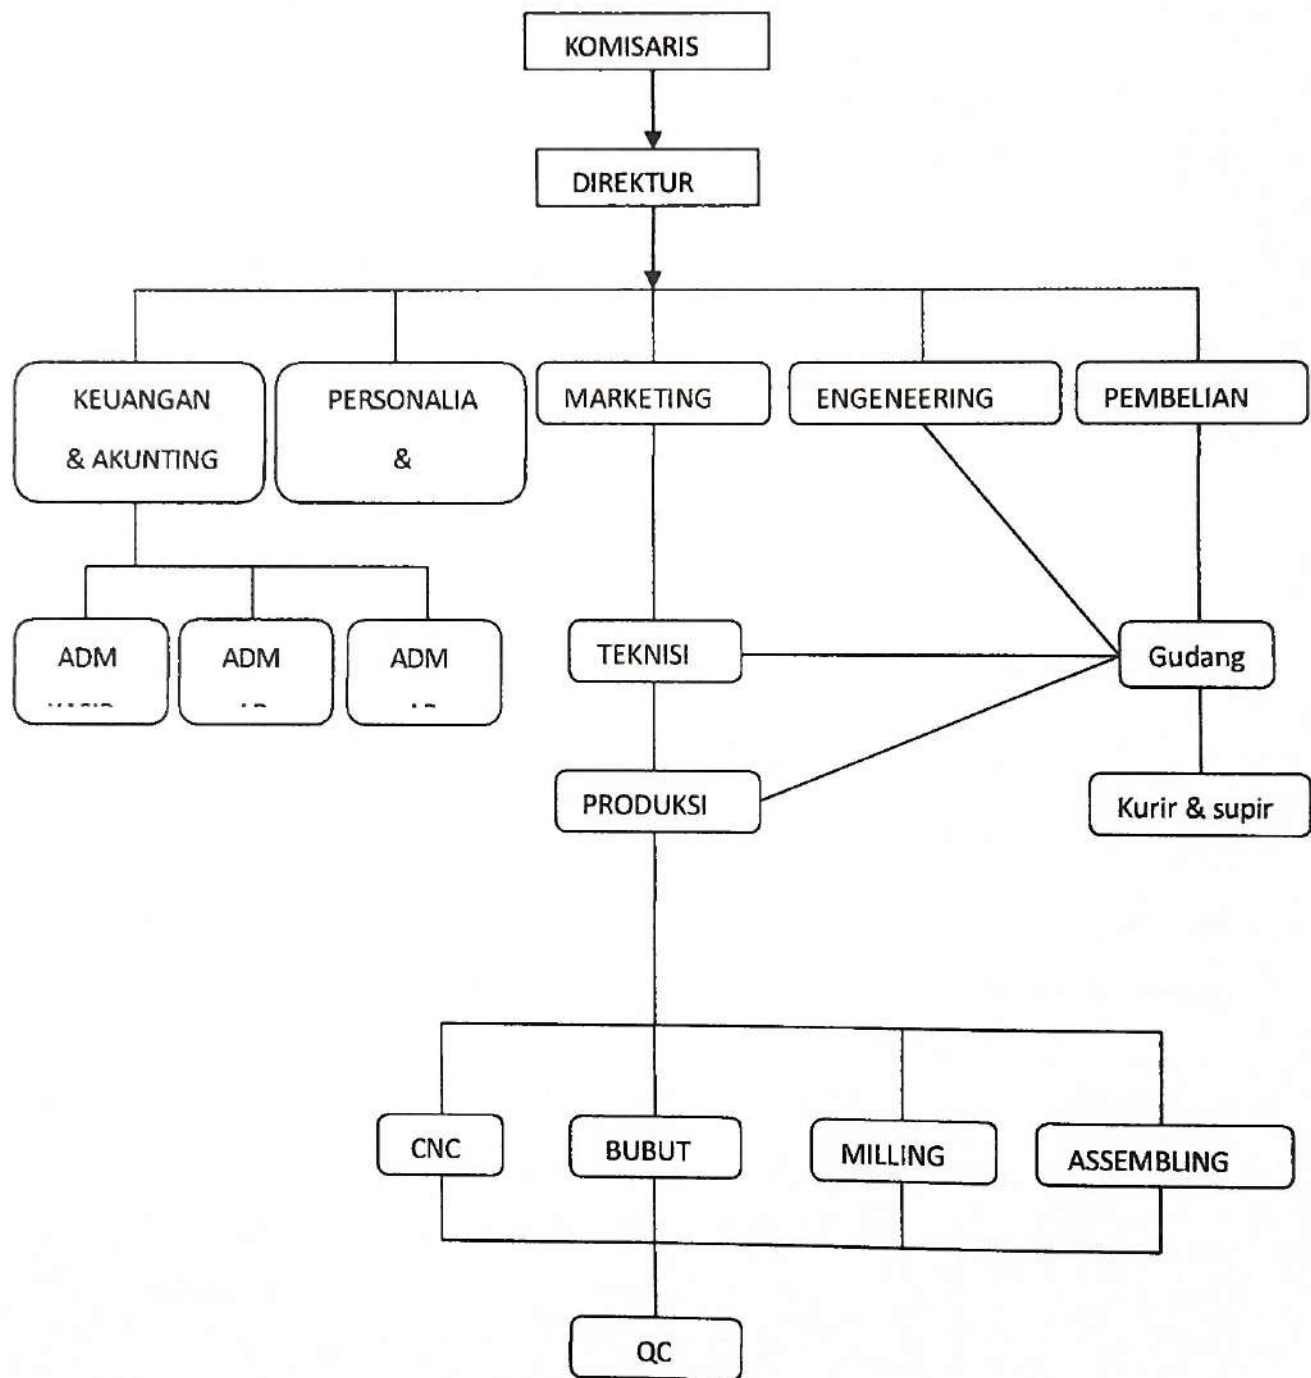 KOMISARIS
DIREKTUR
KEUANGAN
& AKUNTING
PERSONALIA
&
MARKETING
ENGENEERING
PEMBELIAN
ADM
ADM
ADM
TEKNISI
Gudang
PRODUKSI
Kurir & supir
CNC
BUBUT
MILLING
ASSEMBLING
QC